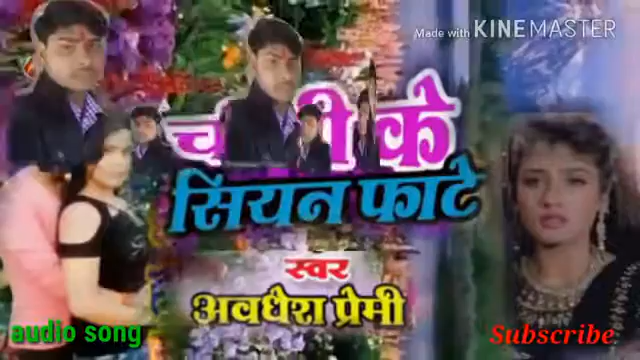 Made with KINEMASTER
के
सियन फाटे
स्वर
अवधेश प्रेमी
audio song
Subscribe